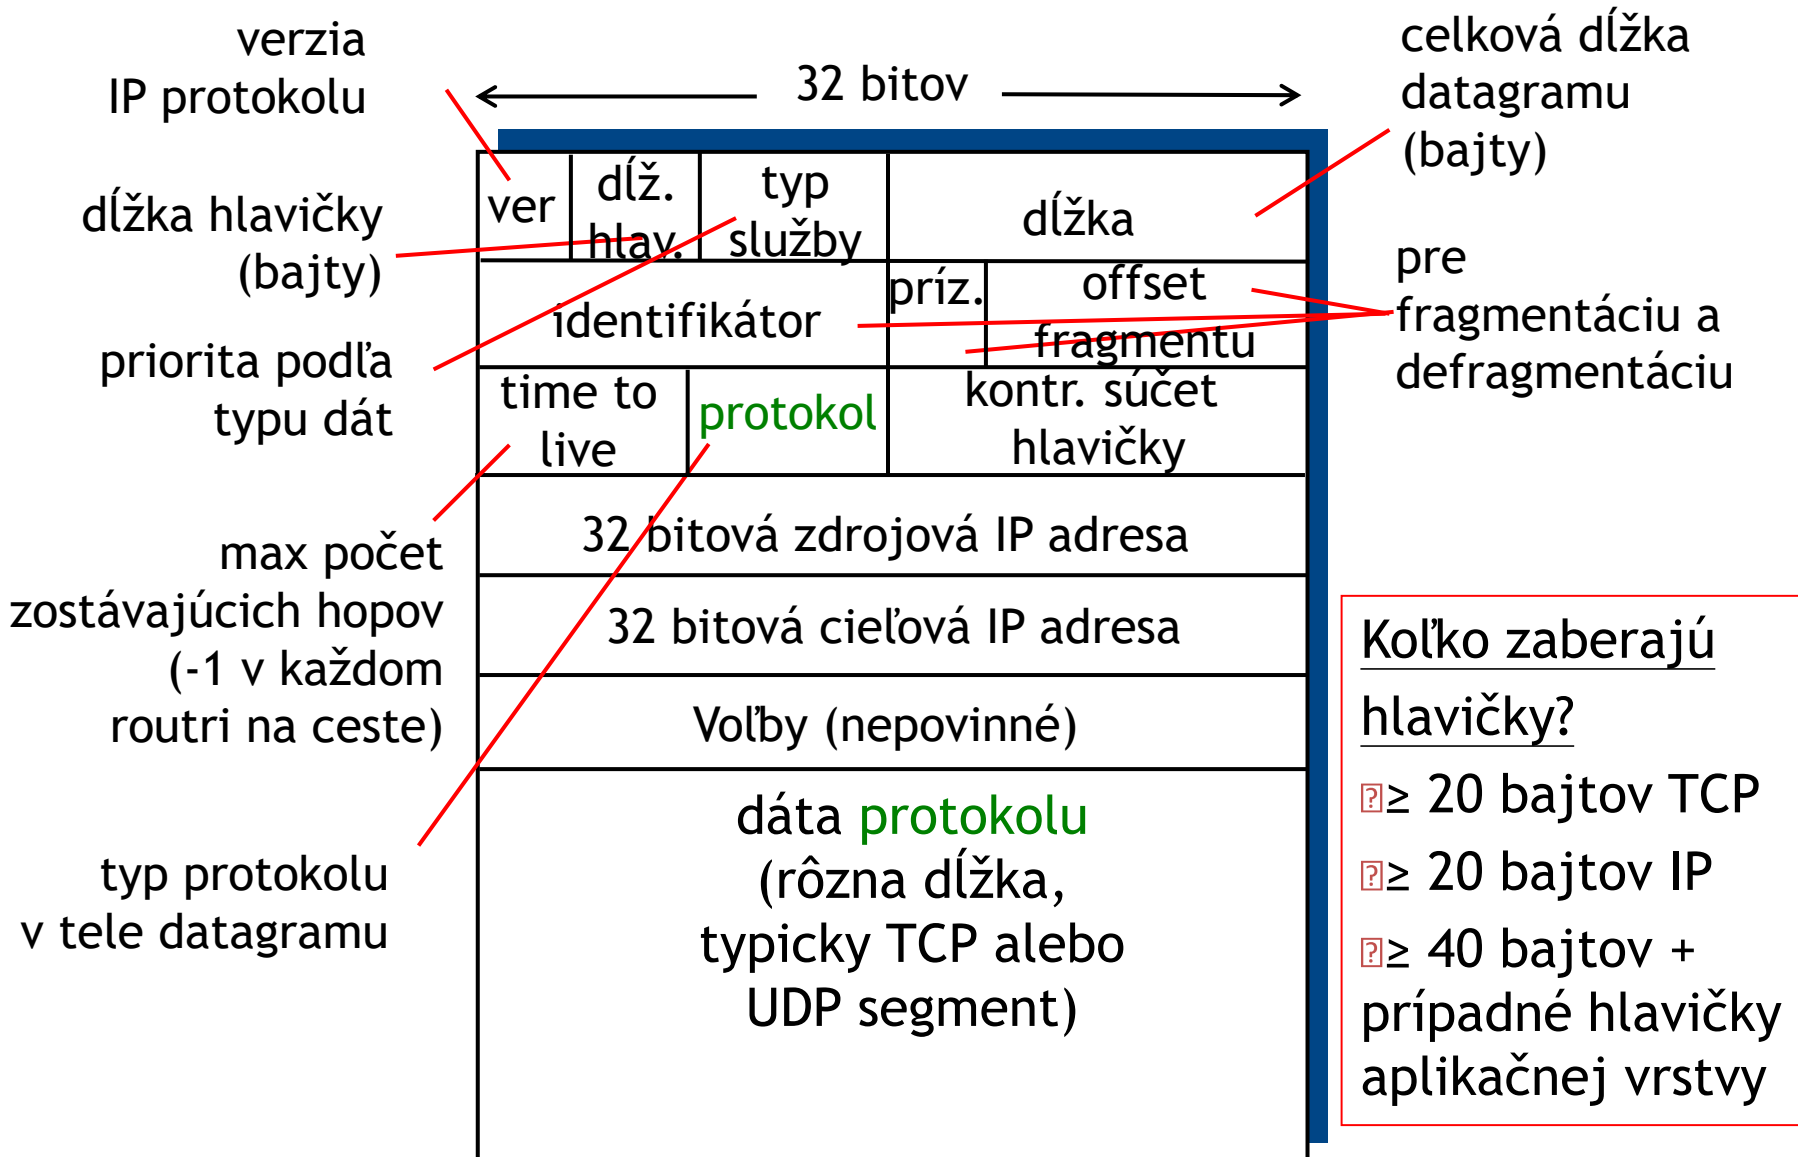 verzia
IP protokolu
32 bitov
celková dĺžka
datagramu
(bajty)
dĺžka hlavičky
(bajty)
ver
dĺž.
hlav.
typ
služby
dĺžka
priorita podľa
typu dát
identifikátor
príz.
offset
fragmentu
pre
fragmentáciu a
defragmentáciu
time to
live
protokol
kontr. súčet
hlavičky
max počet
zostávajúcich hopov
(-1 v každom
routri na ceste)
32 bitová zdrojová IP adresa
32 bitová cieľová IP adresa
Voľby (nepovinné)
typ protokolu
v tele datagramu
dáta protokolu
(rôzna dĺžka,
typicky TCP alebo
UDP segment)
Koľko zaberajú
hlavičky?
≥ 20 bajtov TCP
≥ 20 bajtov IP
≥ 40 bajtov +
prípadné hlavičky
aplikačnej vrstvy